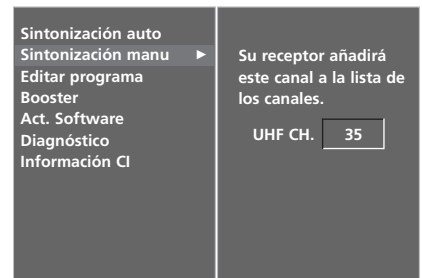 Sintonización auto
Sintonización manu ►
Editar programa
Booster
Act. Software
Diagnóstico
Información CI
Su receptor añadirá
este canal a la lista de
los canales.
UHF CH. 35